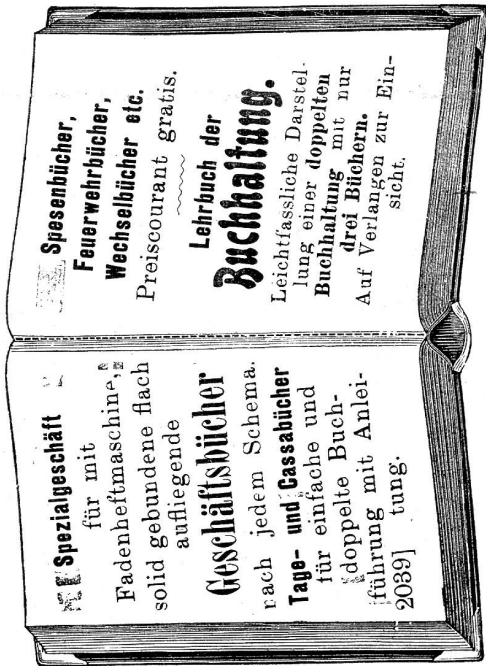 Spezialgeschäft
für mit
Fadenheftmaschine,
solid gebundene flach
aufliegende
Geschäftsbücher
nach jedem Schema.
Tage- und Cassabücher
für einfache und
doppelte Buch-
führung mit Anlei-
tung.
2039]
Spesenbücher,
Feuerwehrbücher,
Wechselbücher etc.
Preiscourant gratis.
Lehrbuch der
Buchhaltung.
Leichtfassliche Darstel-
lung einer doppelten
Buchhaltung mit nur
drei Büchern.
Auf Verlangen zur Ein-
sicht.